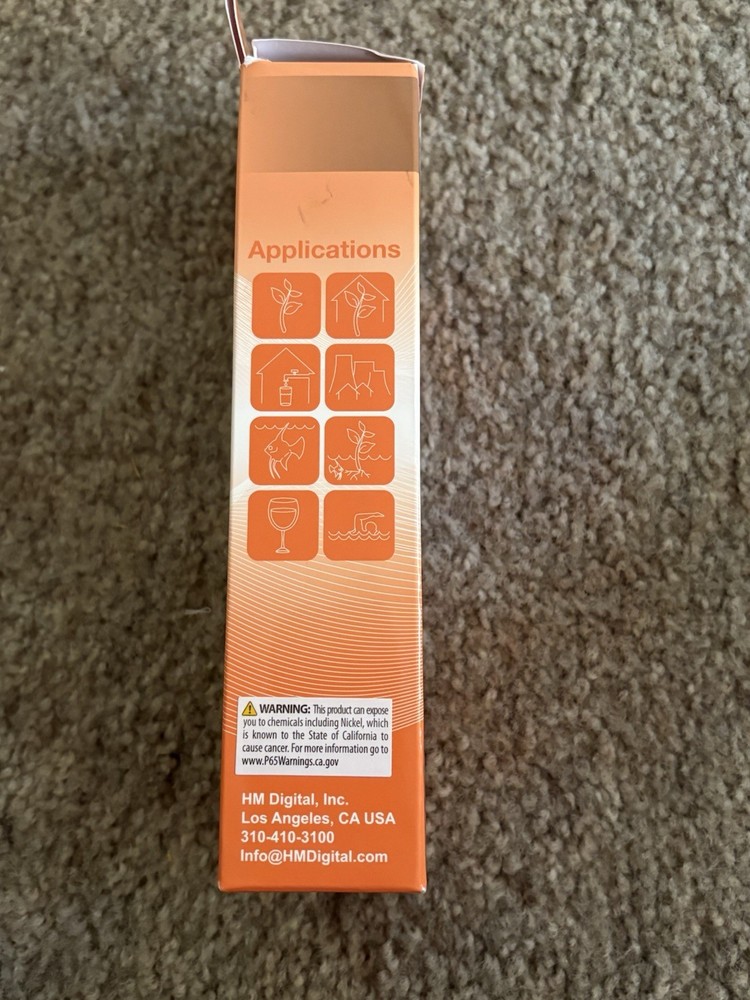 Applications
WARNING: This product can expose
you to chemicals including Nickel, which
is known to the State of California to
cause cancer. For more information go to
www.P65Warnings.ca.gov
HM Digital, Inc.
Los Angeles, CA USA
310-410-3100
Info@HMDigital.com